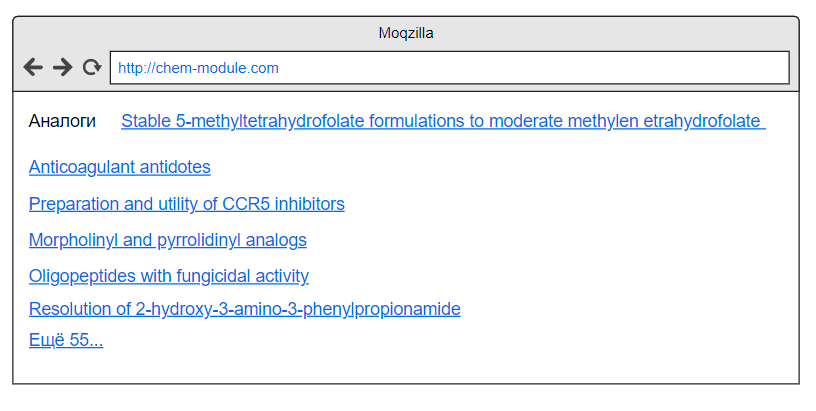 Moqzilla
http://chem-module.com
Аналоги Stable 5-methyltetrahydrofolate formulations to moderate methylen etrahydrofolate
Anticoagulant antidotes
Preparation and utility of CCR5 inhibitors
Morpholinyl and pyrrolidinyl analogs
Oligopeptides with fungicidal activity
Resolution of 2-hydroxy-3-amino-3-phenylpropionamide
Ещё 55...